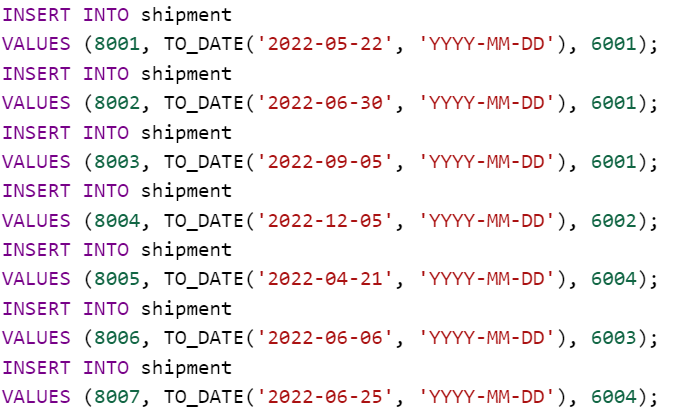 INSERT INTO shipment
VALUES (8001, TO_DATE('2022-05-22', 'YYYY-MM-DD'), 6001);
INSERT INTO shipment
VALUES (8002, TO_DATE('2022-06-30', 'YYYY-MM-DD'), 6001);
INSERT INTO shipment
VALUES (8003, TO_DATE('2022-09-05', 'YYYY-MM-DD'), 6001);
INSERT INTO shipment
VALUES (8004, TO_DATE('2022-12-05', 'YYYY-MM-DD'), 6002);
INSERT INTO shipment
VALUES (8005, TO_DATE('2022-04-21', 'YYYY-MM-DD'), 6004);
INSERT INTO shipment
VALUES (8006, TO_DATE('2022-06-06', 'YYYY-MM-DD'), 6003);
INSERT INTO shipment
VALUES (8007, TO_DATE('2022-06-25', 'YYYY-MM-DD'), 6004);